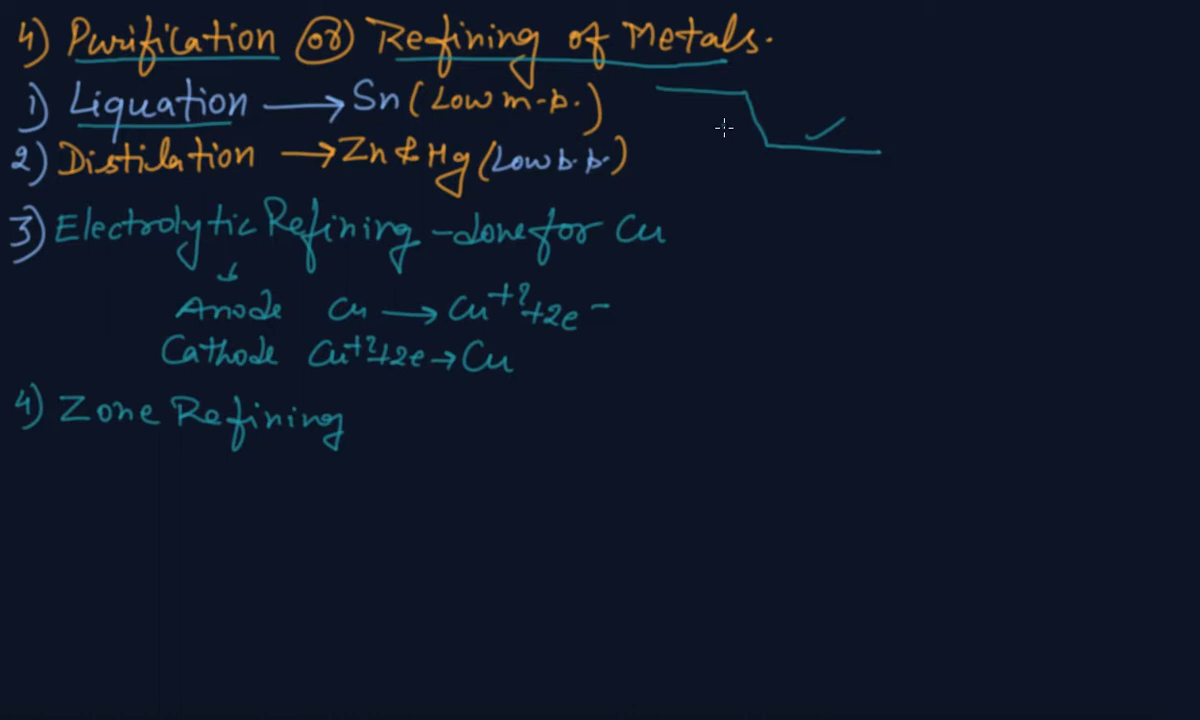 4) Purification or Refining of Metals.
1) Liquation → Sn (Low m.p.)
2) Distilation → Zn & Hg (Low b.p.)
3) Electrolytic Refining - done for Cu
↓
Anode Cu → Cu+2 + 2e-
Cathode Cu+2 + 2e → Cu
4) Zone Refining